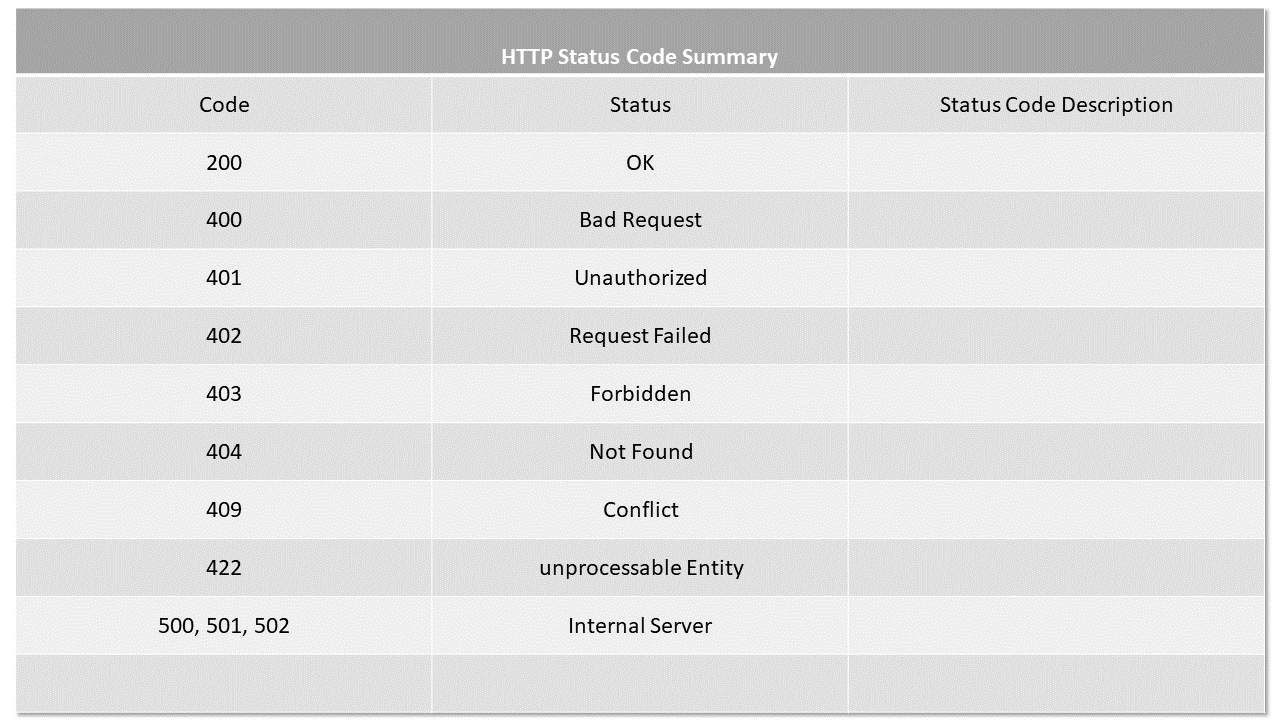 HTTP Status Code Summary
Code Status Status Code Description
200 OK
400 Bad Request
401 Unauthorized
402 Request Failed
403 Forbidden
404 Not Found
409 Conflict
422 unprocessable Entity
500, 501, 502 Internal Server